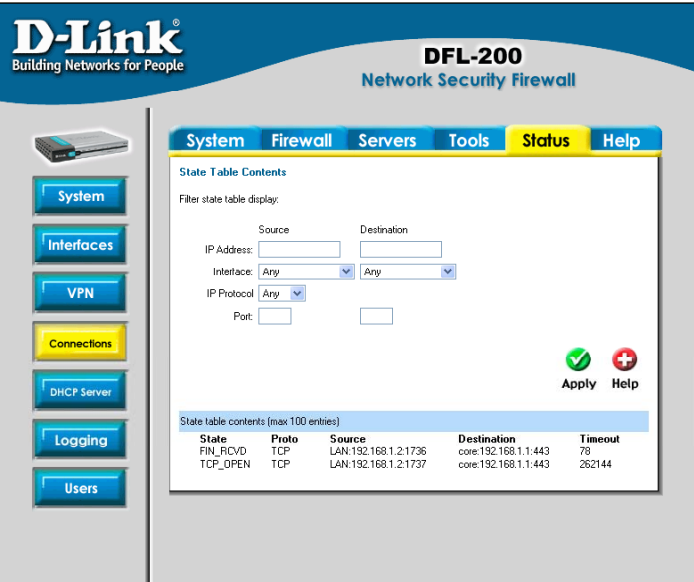 D-Link®
Building Networks for People
DFL-200
Network Security Firewall
System Firewall Servers Tools Status Help
System
Interfaces
VPN
Connections
DHCP Server
Logging
Users
State Table Contents
Filter state table display:
Source Destination
IP Address:
Interface: Any Any
IP Protocol Any
Port:
Apply Help
State table contents (max 100 entries)
State Proto Source Destination Timeout
FIN_RCVD TCP LAN:192.168.1.2:1736 core:192.168.1.1:443 78
TCP_OPEN TCP LAN:192.168.1.2:1737 core:192.168.1.1:443 262144